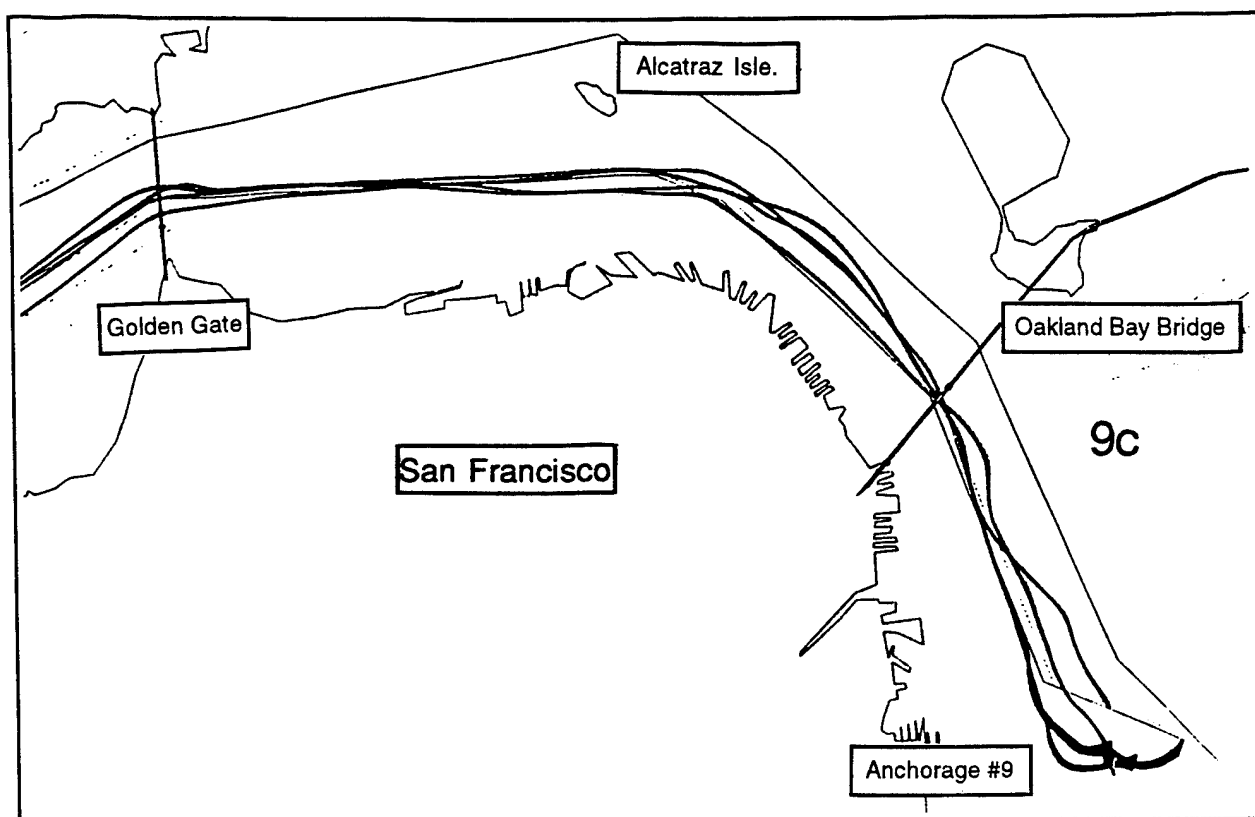 Alcatraz Isle.
Golden Gate
Oakland Bay Bridge
9c
San Francisco
Anchorage #9